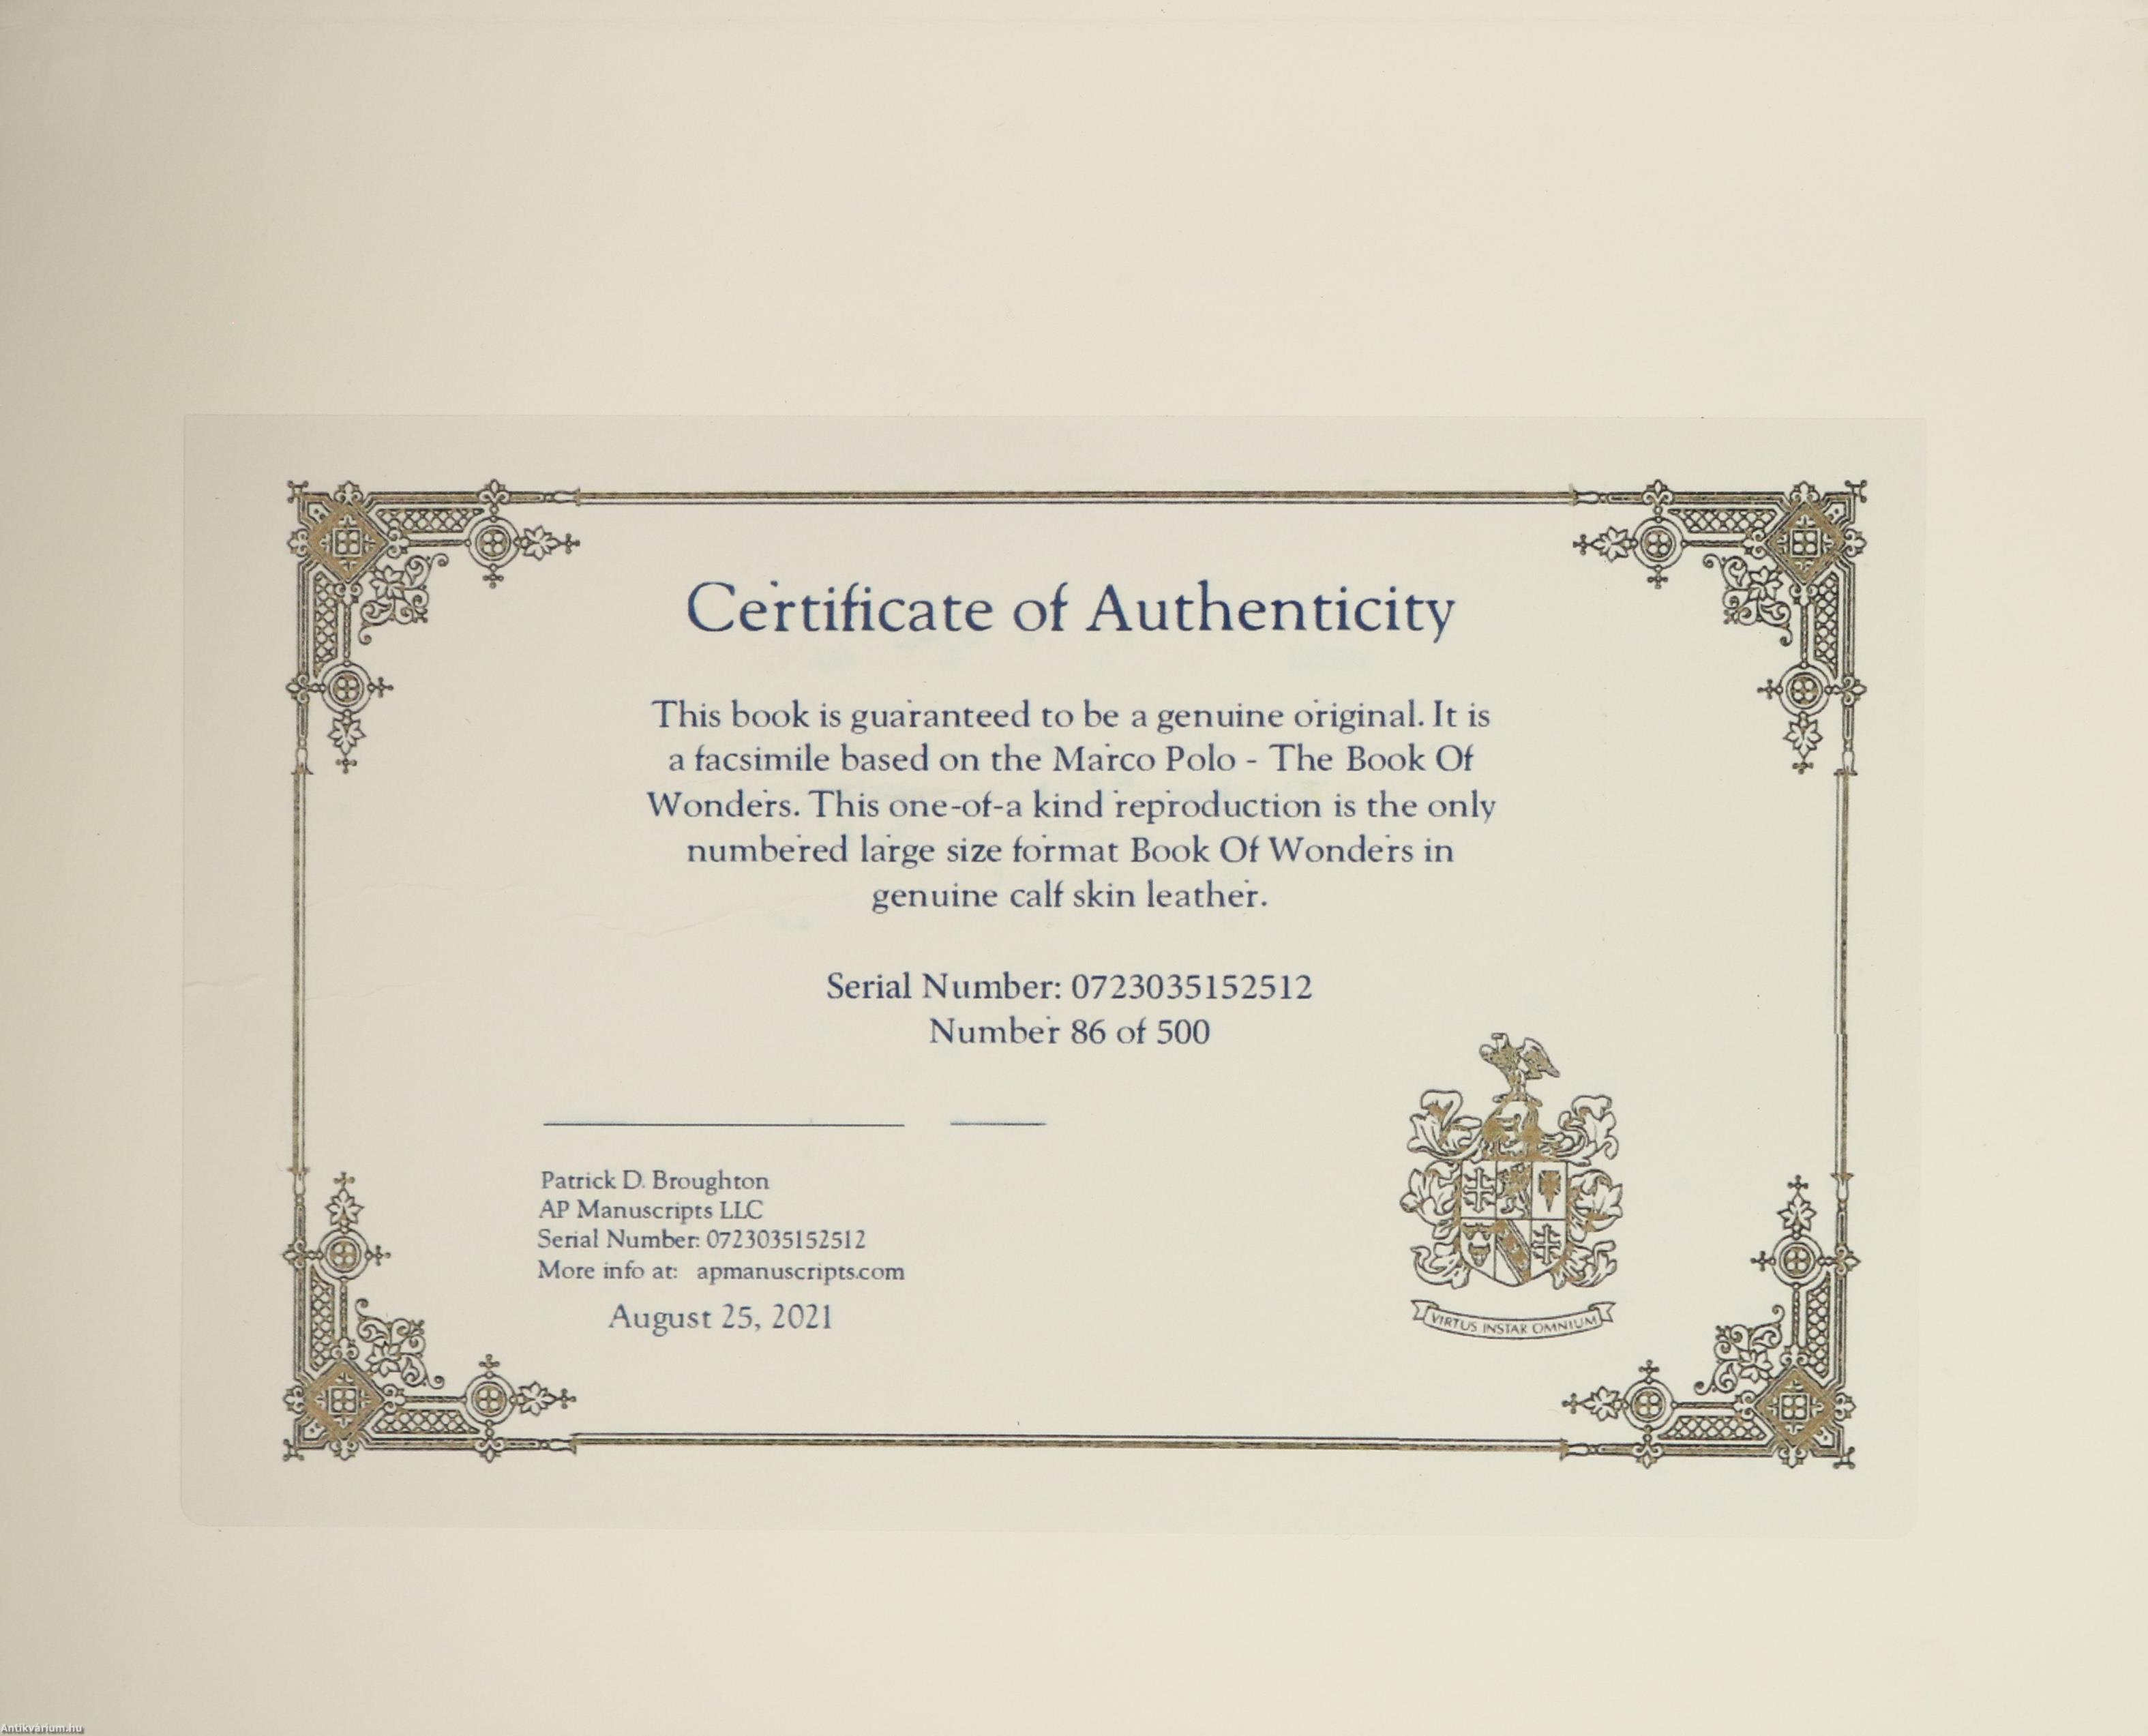 Certificate of Authenticity
This book is guaranteed to be a genuine original. It is
a facsimile based on the Marco Polo - The Book Of
Wonders. This one-of-a kind reproduction is the only
numbered large size format Book Of Wonders in
genuine calf skin leather.
Serial Number: 0723035152512
Number 86 of 500
Patrick D. Broughton
AP Manuscripts LLC
Serial Number: 0723035152512
More info at: apmanuscripts.com
August 25, 2021
VIRTUS INSTAR OMNIUM
Antikvárium.hu